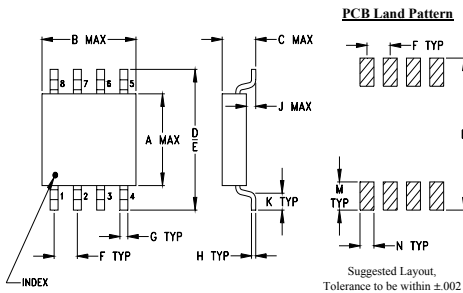 PCB Land Pattern
B MAX
C MAX
F TYP
8 7 6 5
J MAX
A MAX
D
E
1 2 3 4
K TYP
M
TYP
G TYP
F TYP
H TYP
N TYP
INDEX
Suggested Layout,
Tolerance to be within ±.002